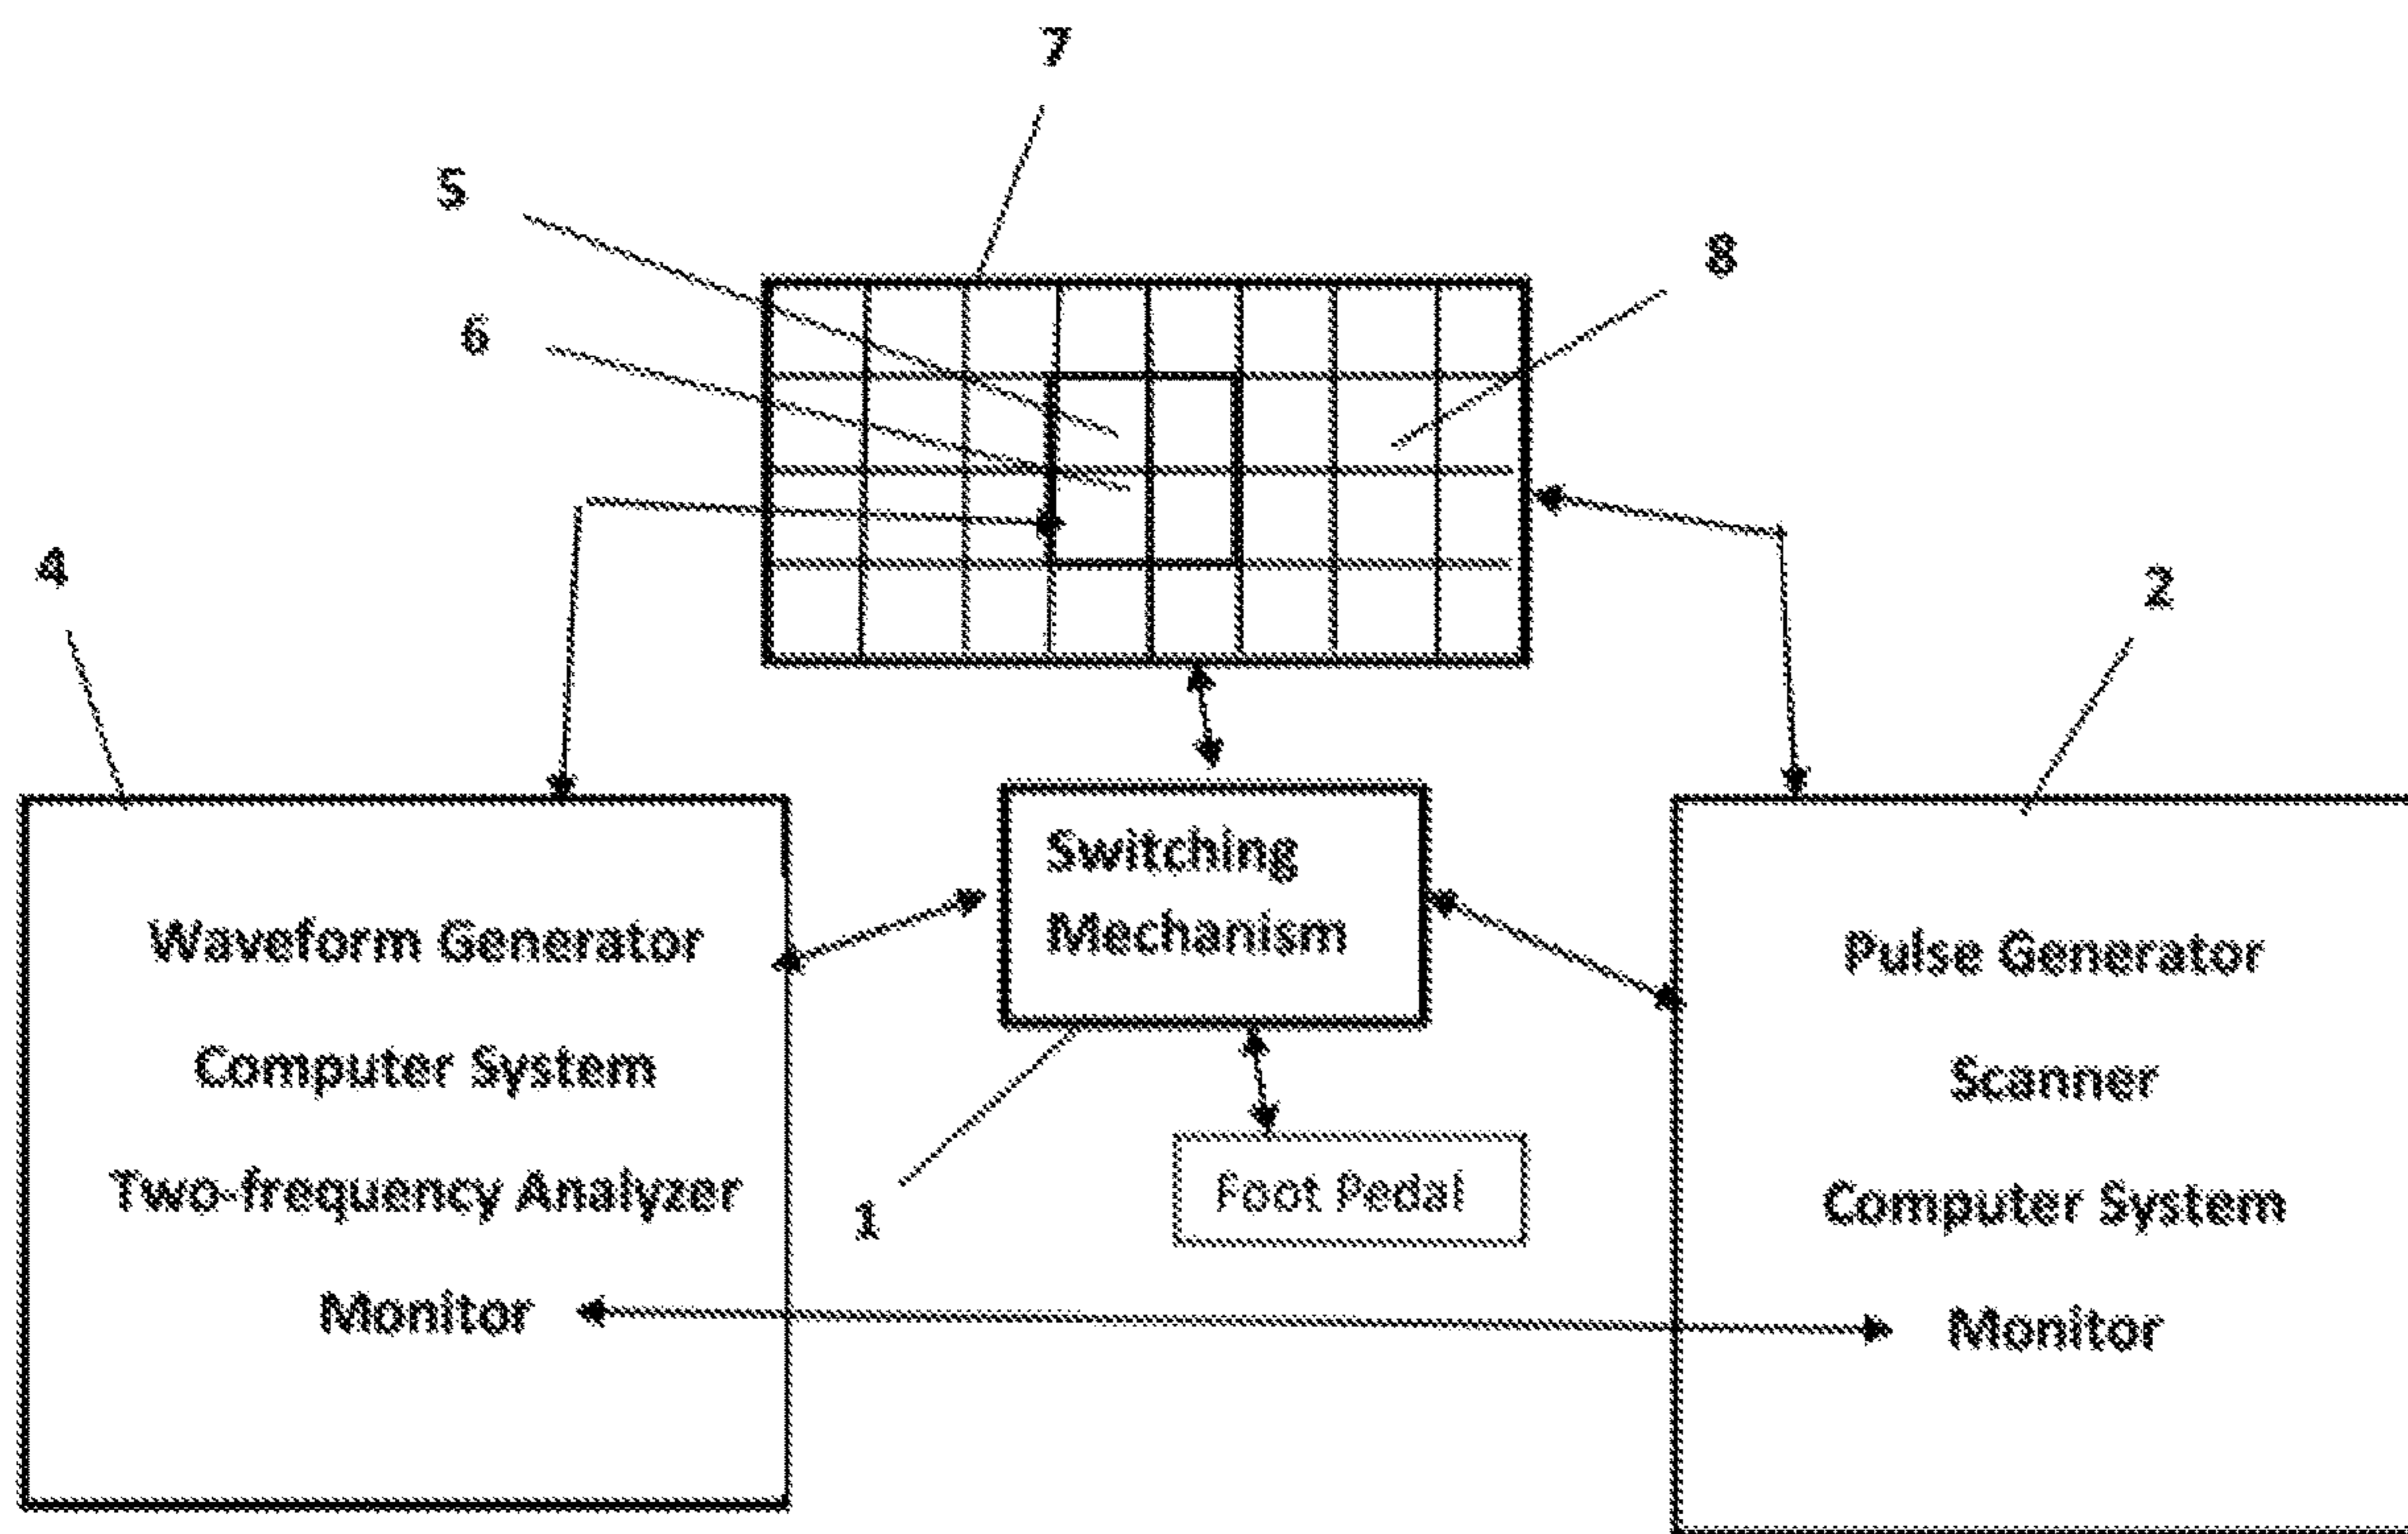 7
5
8
6
4
2
Switching
Mechanism
Waveform Generator
Computer System
Two-frequency Analyzer
Monitor
Pulse Generator
Scanner
Computer System
Monitor
Foot Pedal
1